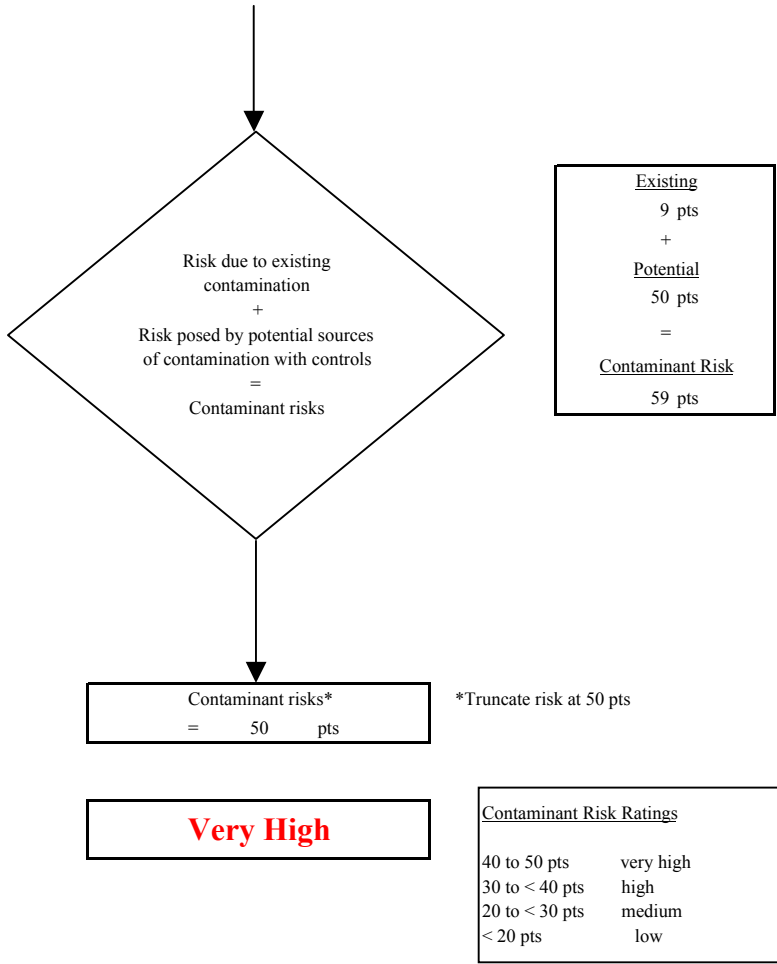 Risk due to existing
contamination
+
Risk posed by potential sources
of contamination with controls
=
Contaminant risks
Existing
9 pts
+
Potential
50 pts
=
Contaminant Risk
59 pts
Contaminant risks*
= 50 pts
*Truncate risk at 50 pts
Very High
Contaminant Risk Ratings
40 to 50 pts very high
30 to < 40 pts high
20 to < 30 pts medium
< 20 pts low